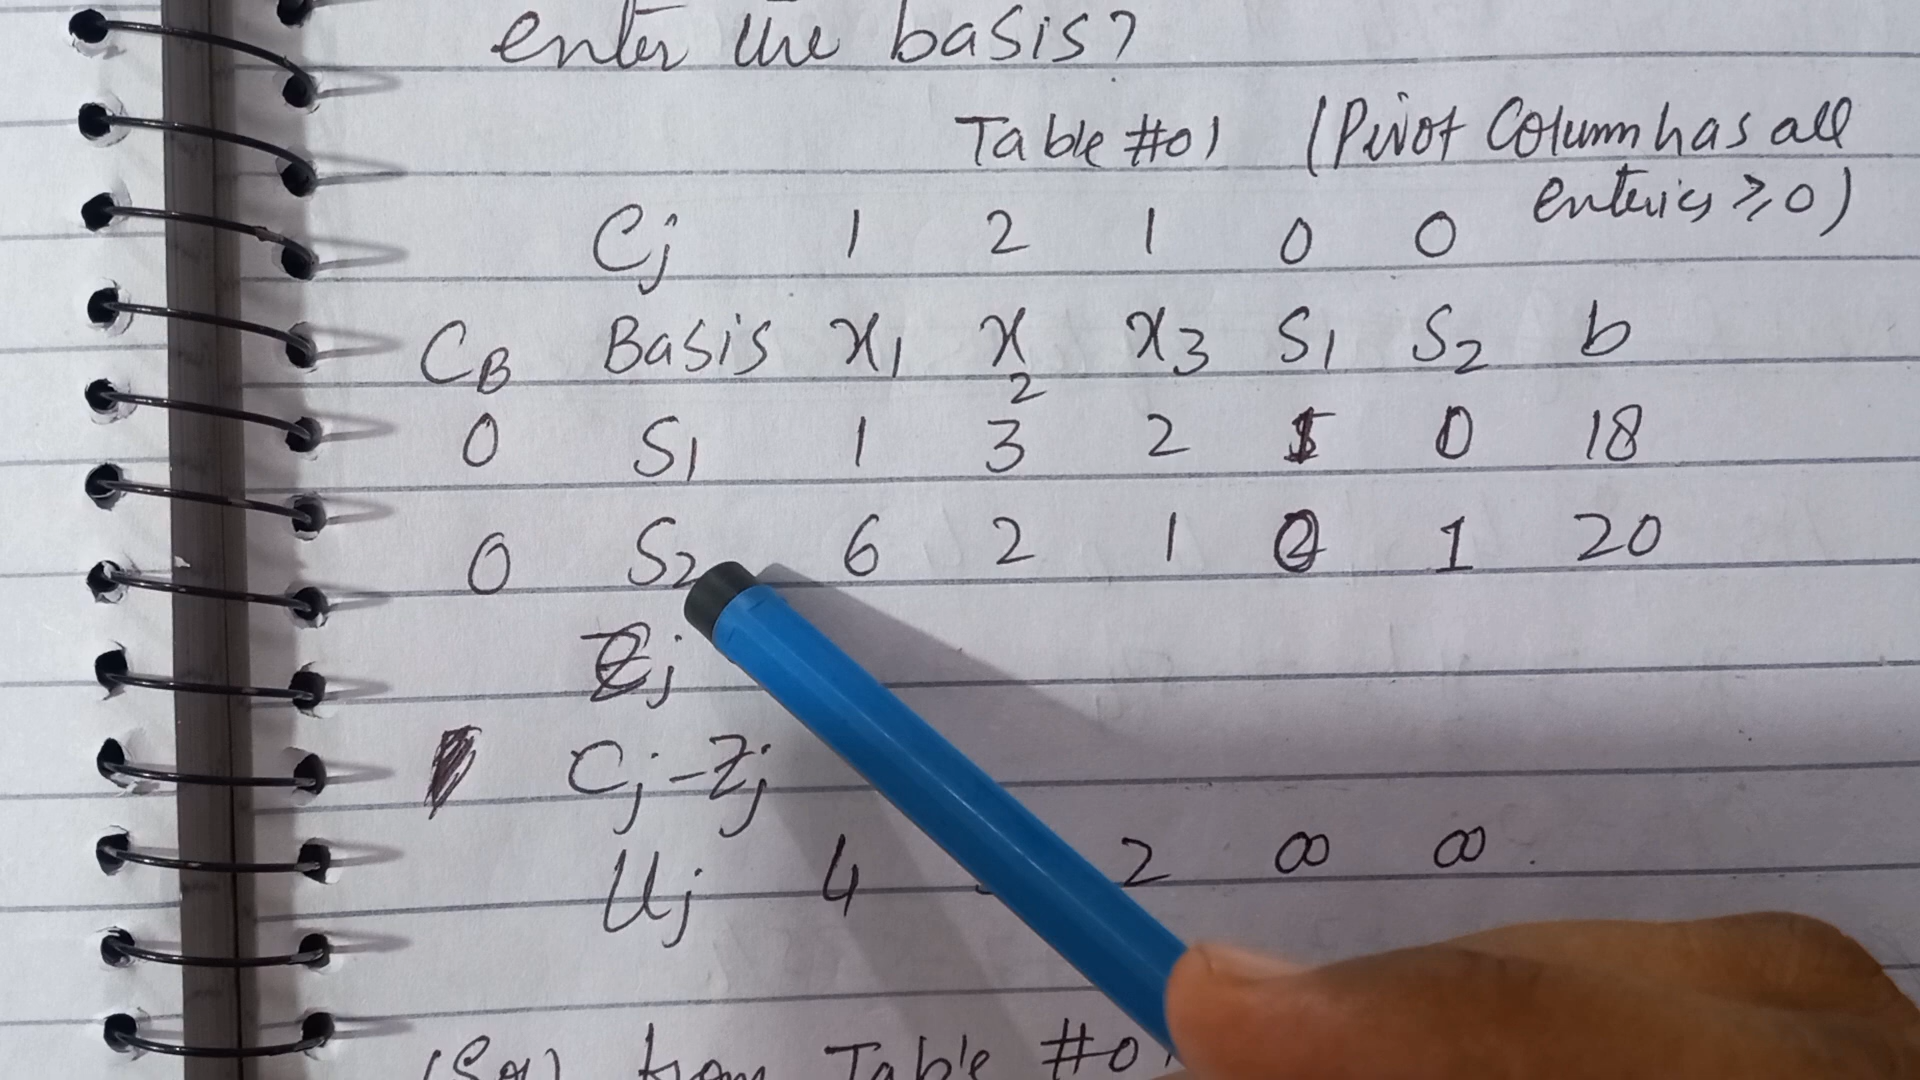 enter the basis?
Table #01 (Pivot Column has all
enteries ≥0)
Cj 1 2 1 0 0
CB Basis x1 x2 x3 S1 S2 b
0 S1 1 3 2 1 0 18
0 S2 6 2 1 0 1 20
Zj
Cj-Zj
Uj 4 2 ∞ ∞
from Table #01